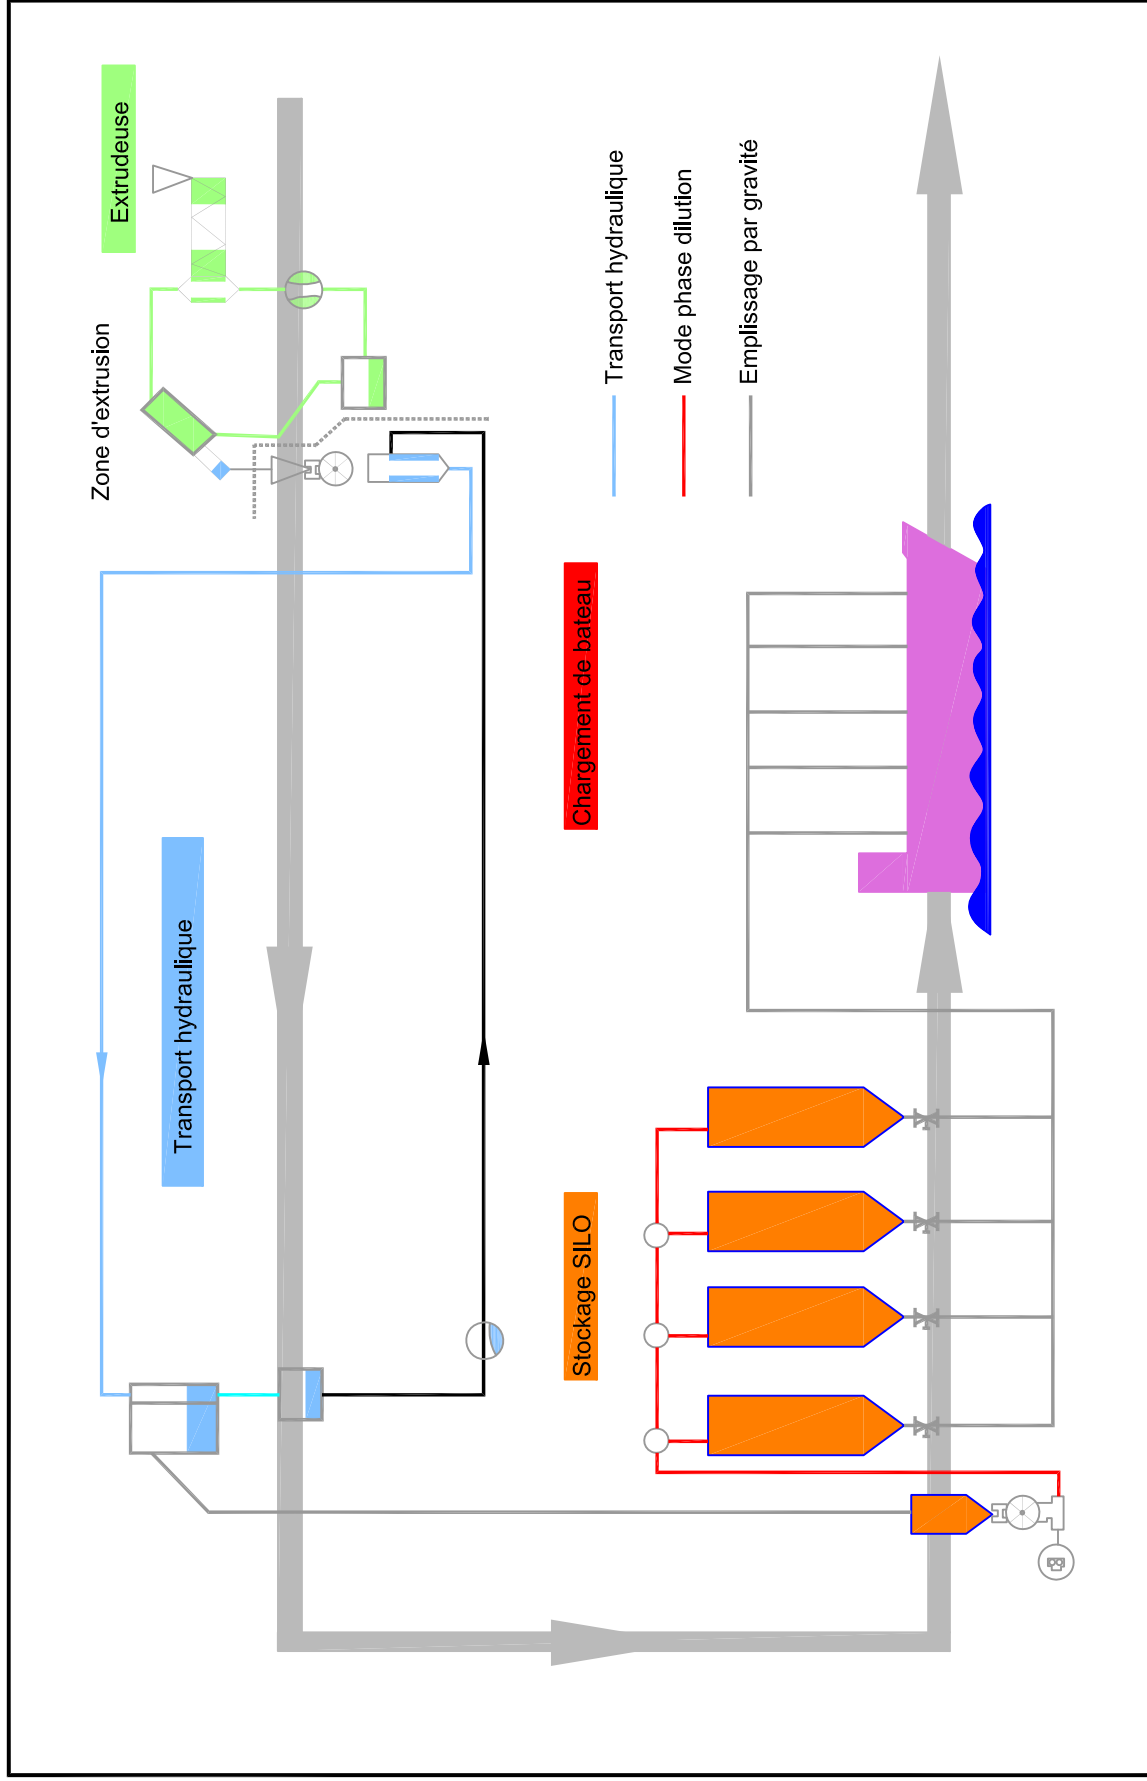 Extrudeuse
Zone d'extrusion
Transport hydraulique
Chargement de bateau
Stockage SILO
Transport hydraulique
Mode phase dilution
Emplissage par gravité